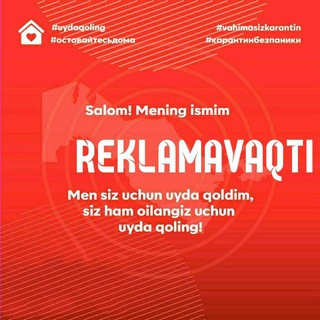 #uydaqoling
#оставайтесьдома
#vahimasizkarantin
#карантинбезпаники
Salom! Mening ismim
REKLAMAVAQTI
Men siz uchun uyda qoldim,
siz ham oilangiz uchun
uyda qoling!